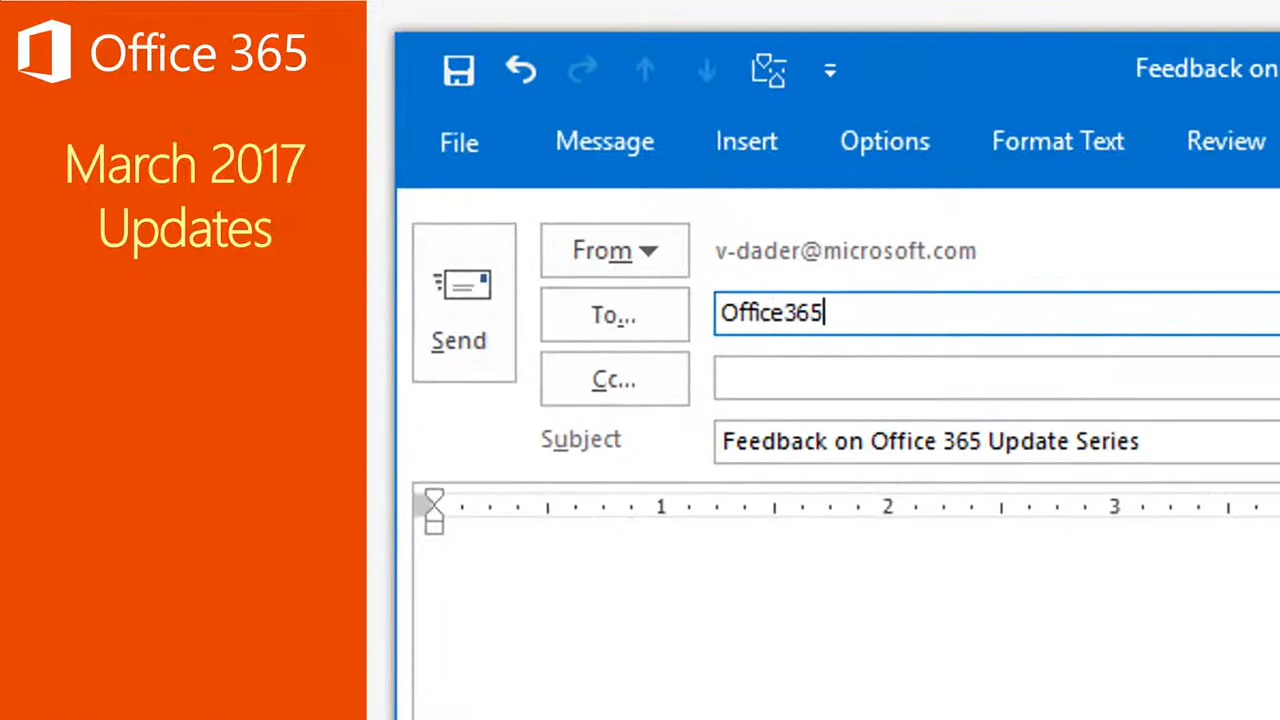 Office 365
March 2017
Updates
Feedback on
File Message Insert Options Format Text Review
From v-dader@microsoft.com
To... Office365
Cc...
Send
Subject Feedback on Office 365 Update Series
1 2 3